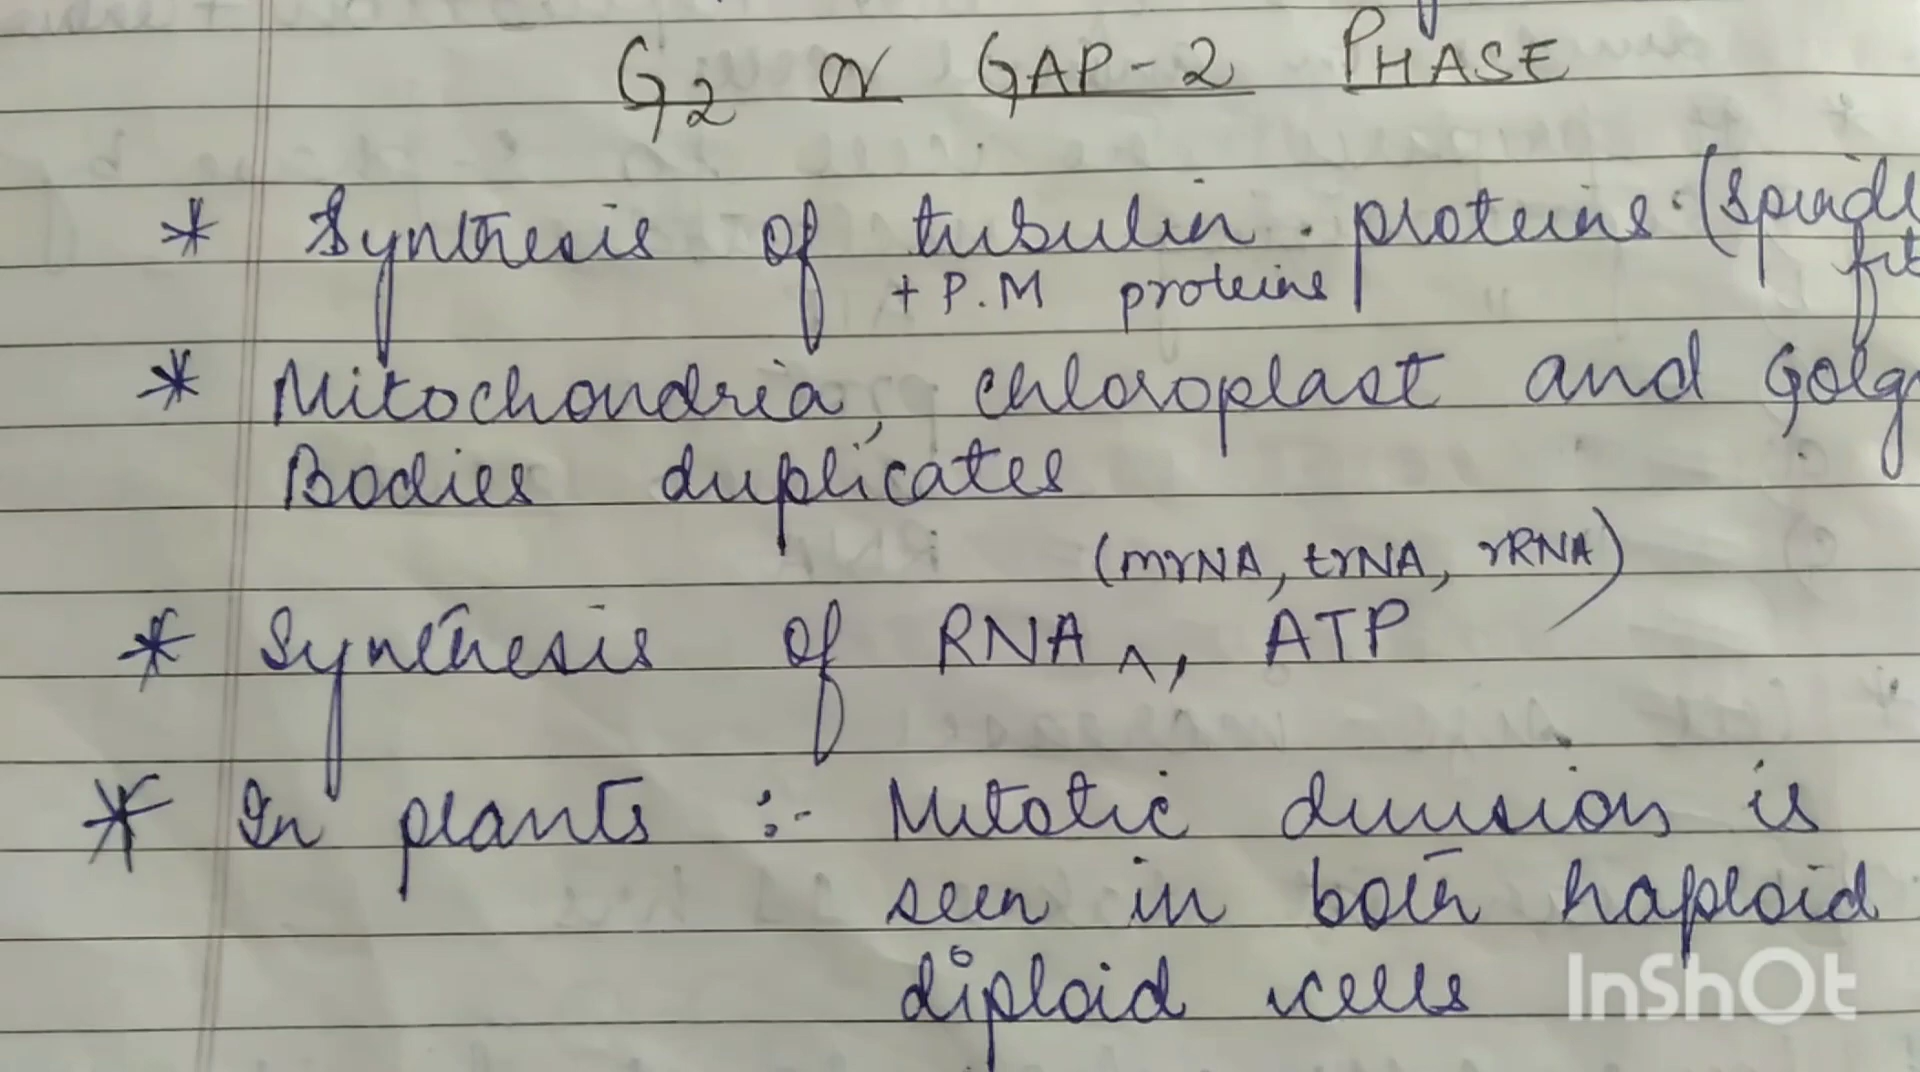 G2 or GAP-2 PHASE
* Synthesis of tubulin. proteins. (Spindl
+ P.M proteins
* Mitochondria, chloroplast and Golg
Bodies duplicates
(mrNA, trNA, rRNA)
* Synthesis of RNA ^, ATP
* In plants :- Mitotic division is
seen in both haploid
diploid cells
InShOt